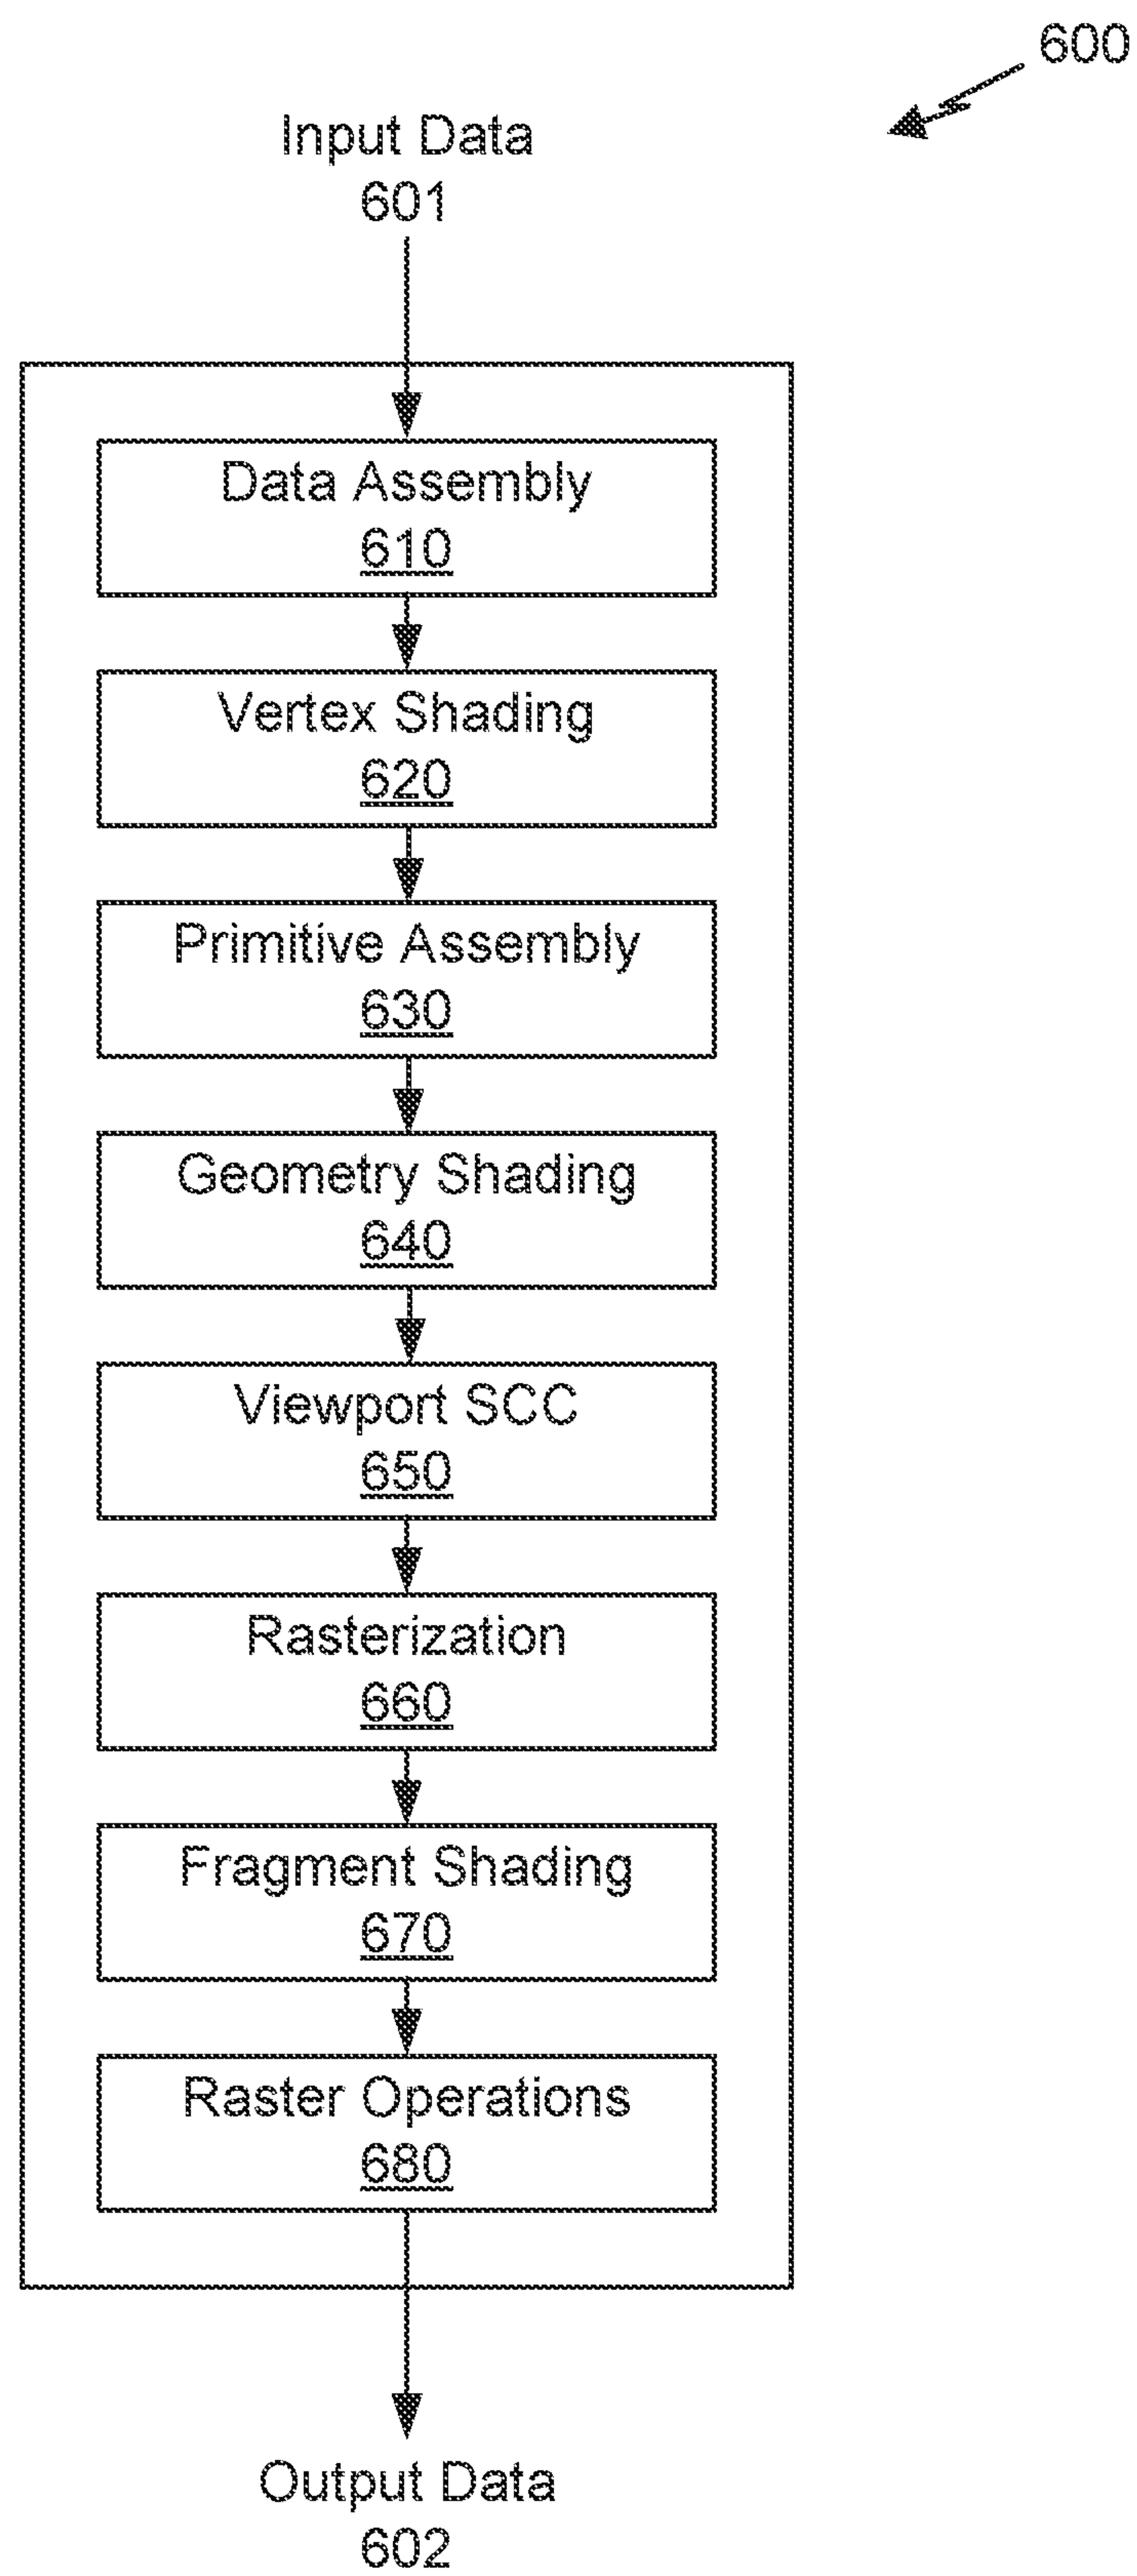 600
Input Data
601
Data Assembly
610
Vertex Shading
620
Primitive Assembly
630
Geometry Shading
640
Viewport SCC
650
Rasterization
660
Fragment Shading
670
Raster Operations
680
Output Data
602